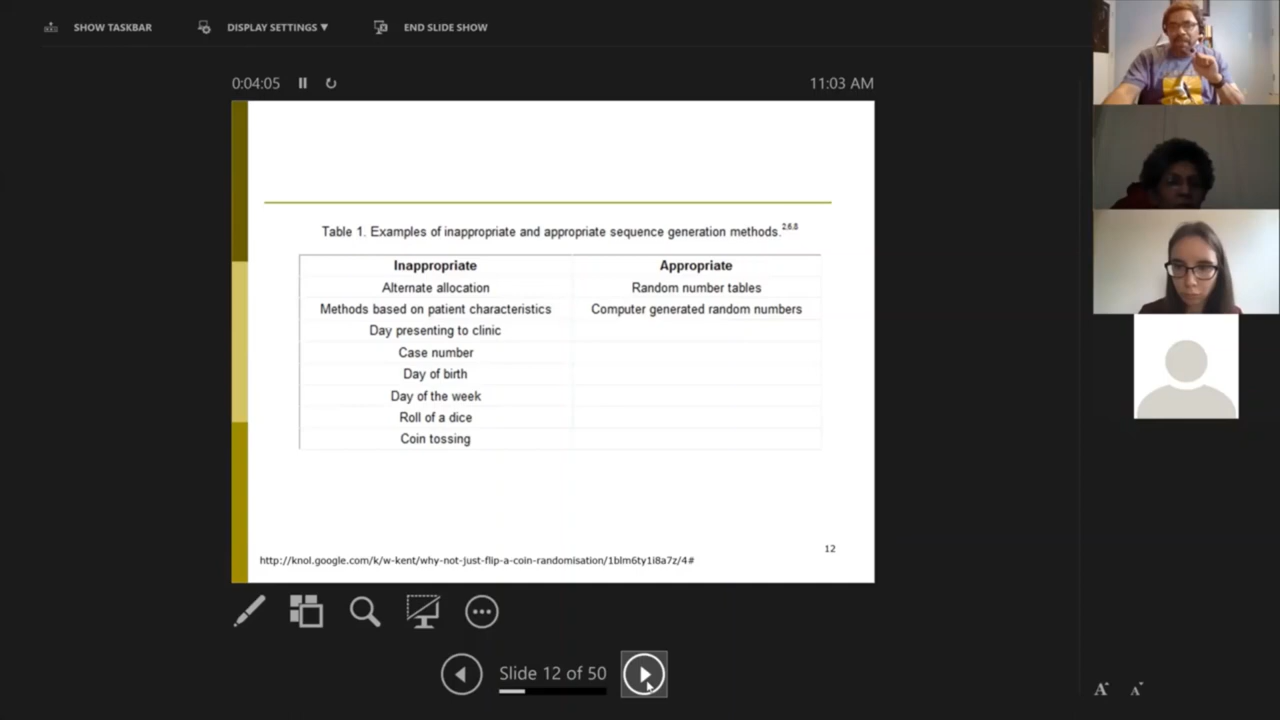 SHOW TASKBAR DISPLAY SETTINGS ▼ END SLIDE SHOW
0:04:05 11:03 AM
Table 1. Examples of inappropriate and appropriate sequence generation methods.2,6,8
Inappropriate Appropriate
Alternate allocation Random number tables
Methods based on patient characteristics Computer generated random numbers
Day presenting to clinic
Case number
Day of birth
Day of the week
Roll of a dice
Coin tossing
12
http://knol.google.com/k/w-kent/why-not-just-flip-a-coin-randomisation/1blm6ty1i8a7z/4#
Slide 12 of 50
A A